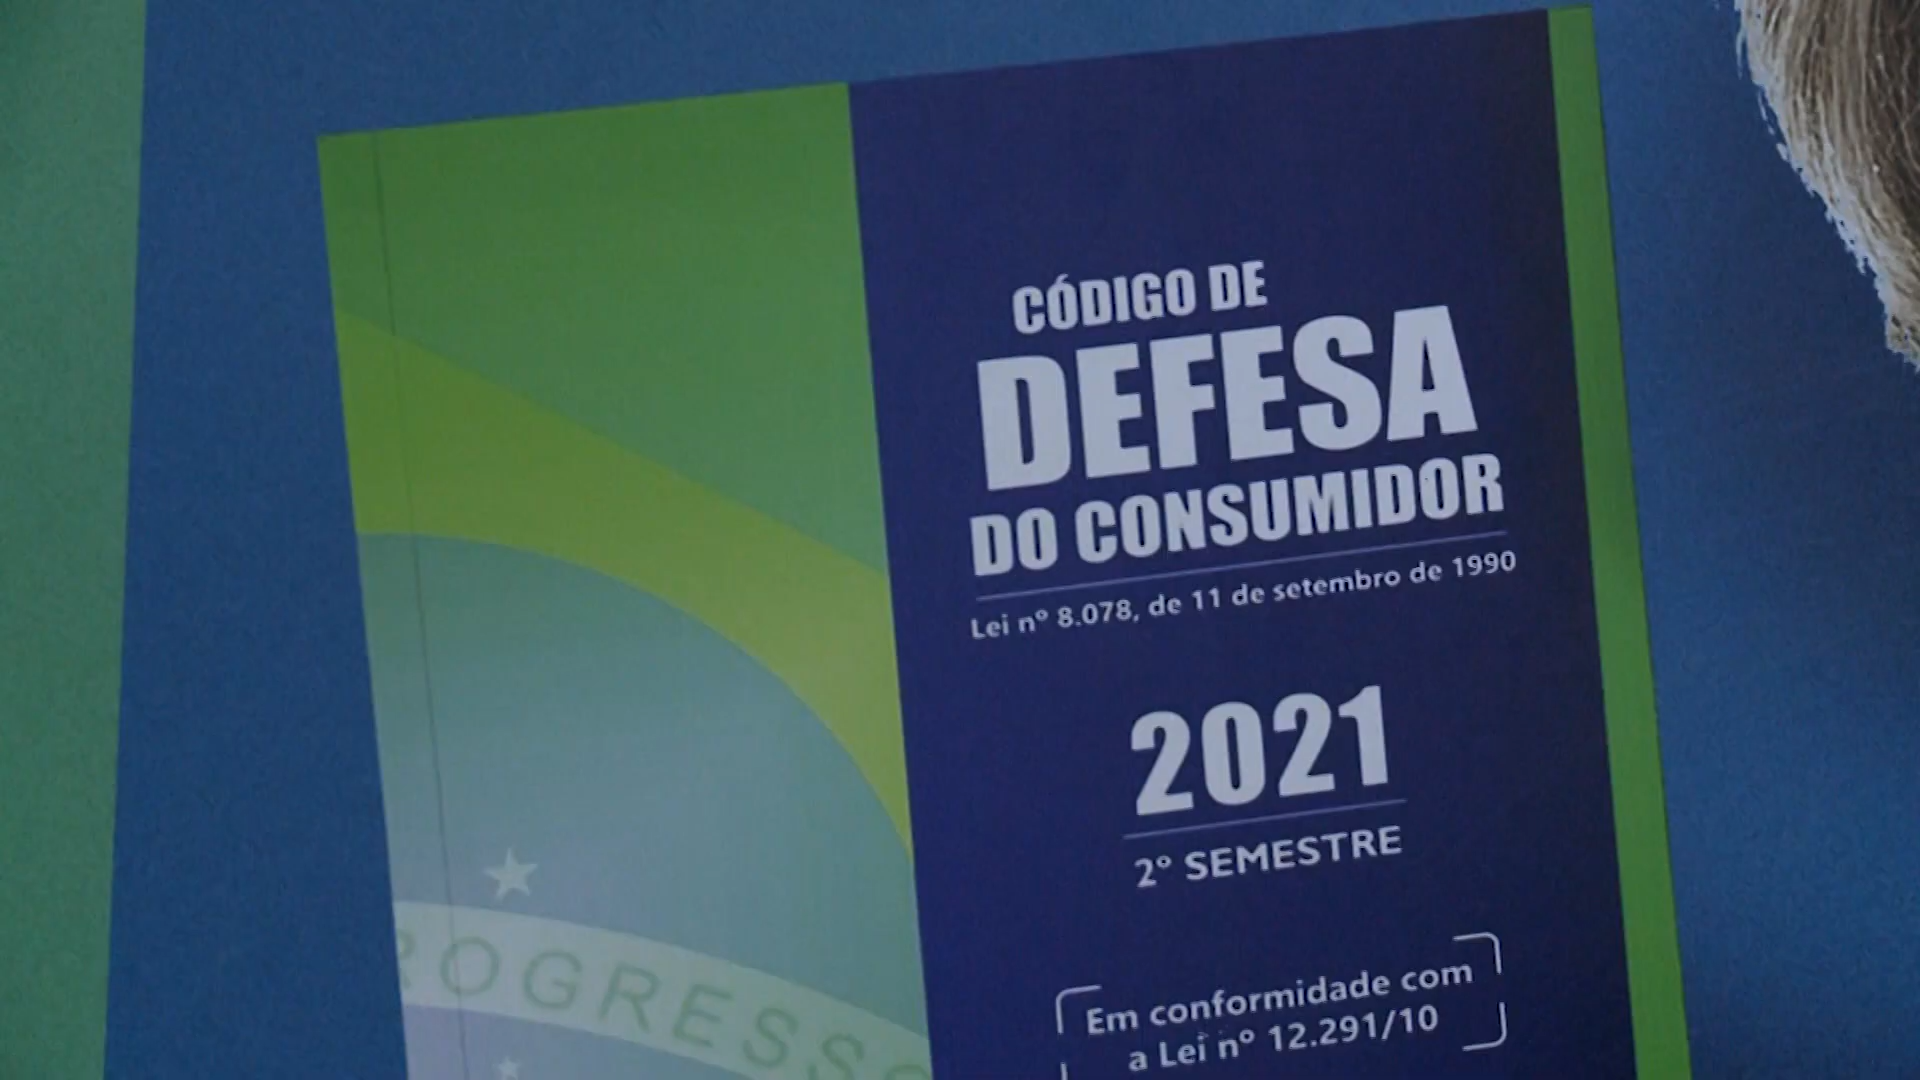 CÓDIGO DE
DEFESA
DO CONSUMIDOR
Lei nº 8.078, de 11 de setembro de 1990
2021
2º SEMESTRE
Em conformidade com
a Lei nº 12.291/10
ROGRESSO